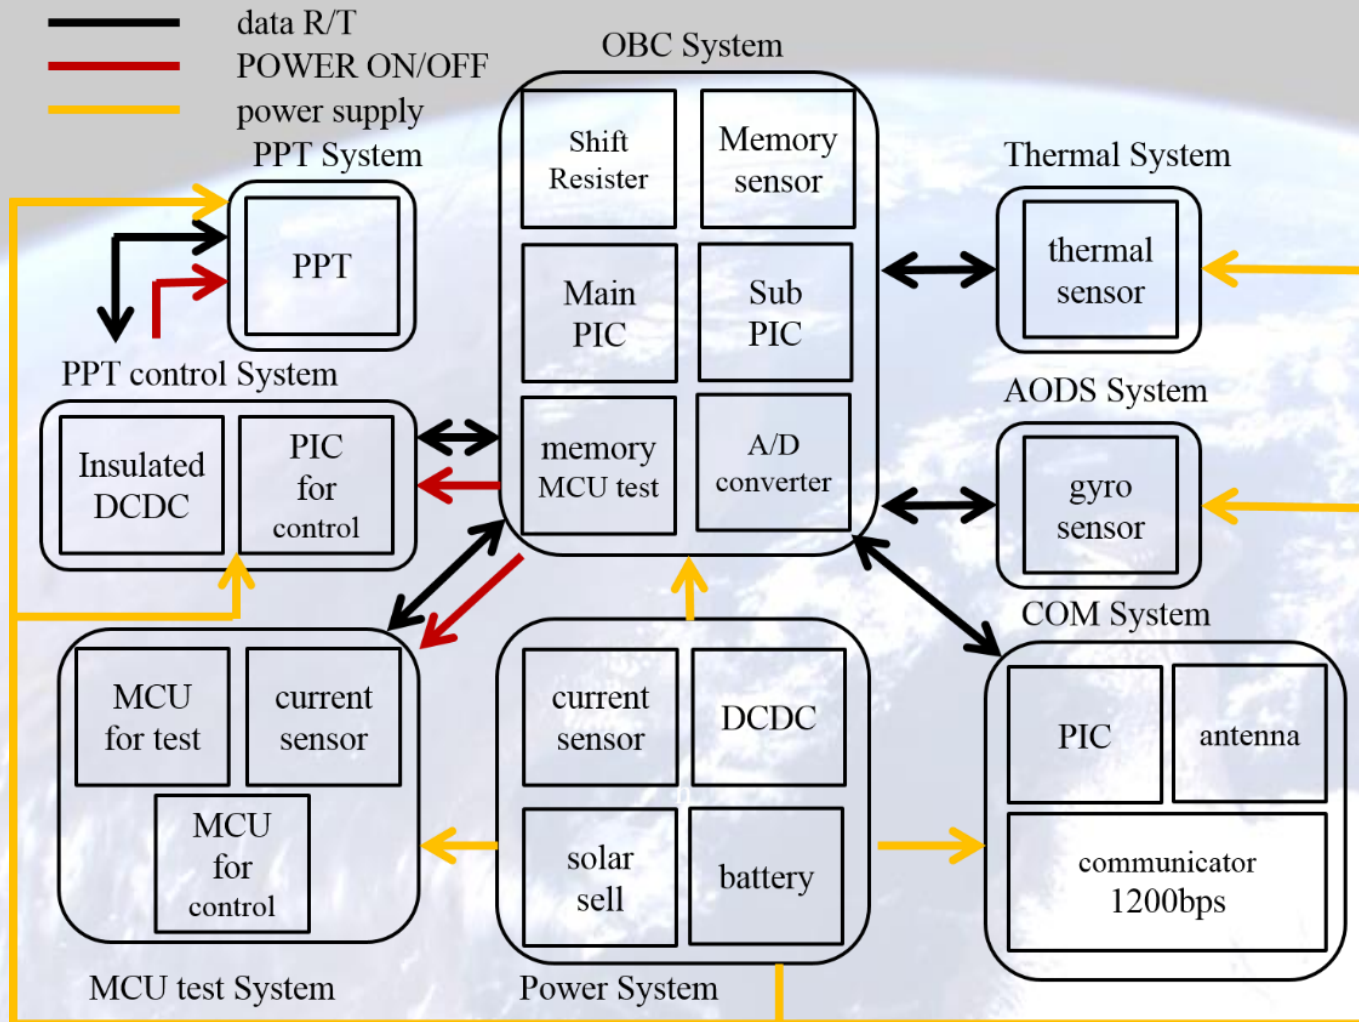 data R/T
POWER ON/OFF
power supply
OBC System
Shift
Resister
Memory
sensor
Main
PIC
Sub
PIC
memory
MCU test
A/D
converter
PPT System
PPT
PPT control System
Insulated
DCDC
PIC
for
control
Thermal System
thermal
sensor
AODS System
gyro
sensor
COM System
PIC
antenna
communicator
1200bps
MCU
for test
current
sensor
MCU
for
control
MCU test System
current
sensor
DCDC
solar
sell
battery
Power System